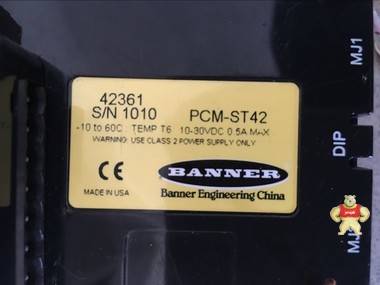 42361
S/N 1010 PCM-ST42
-10 to 60C : TEMP T6 10-30VDC 0.5A MAX
WARNING: USE CLASS 2 POWER SUPPLY ONLY
CE
MADE IN USA
BANNER
Banner Engineering China
MJ1
DIP